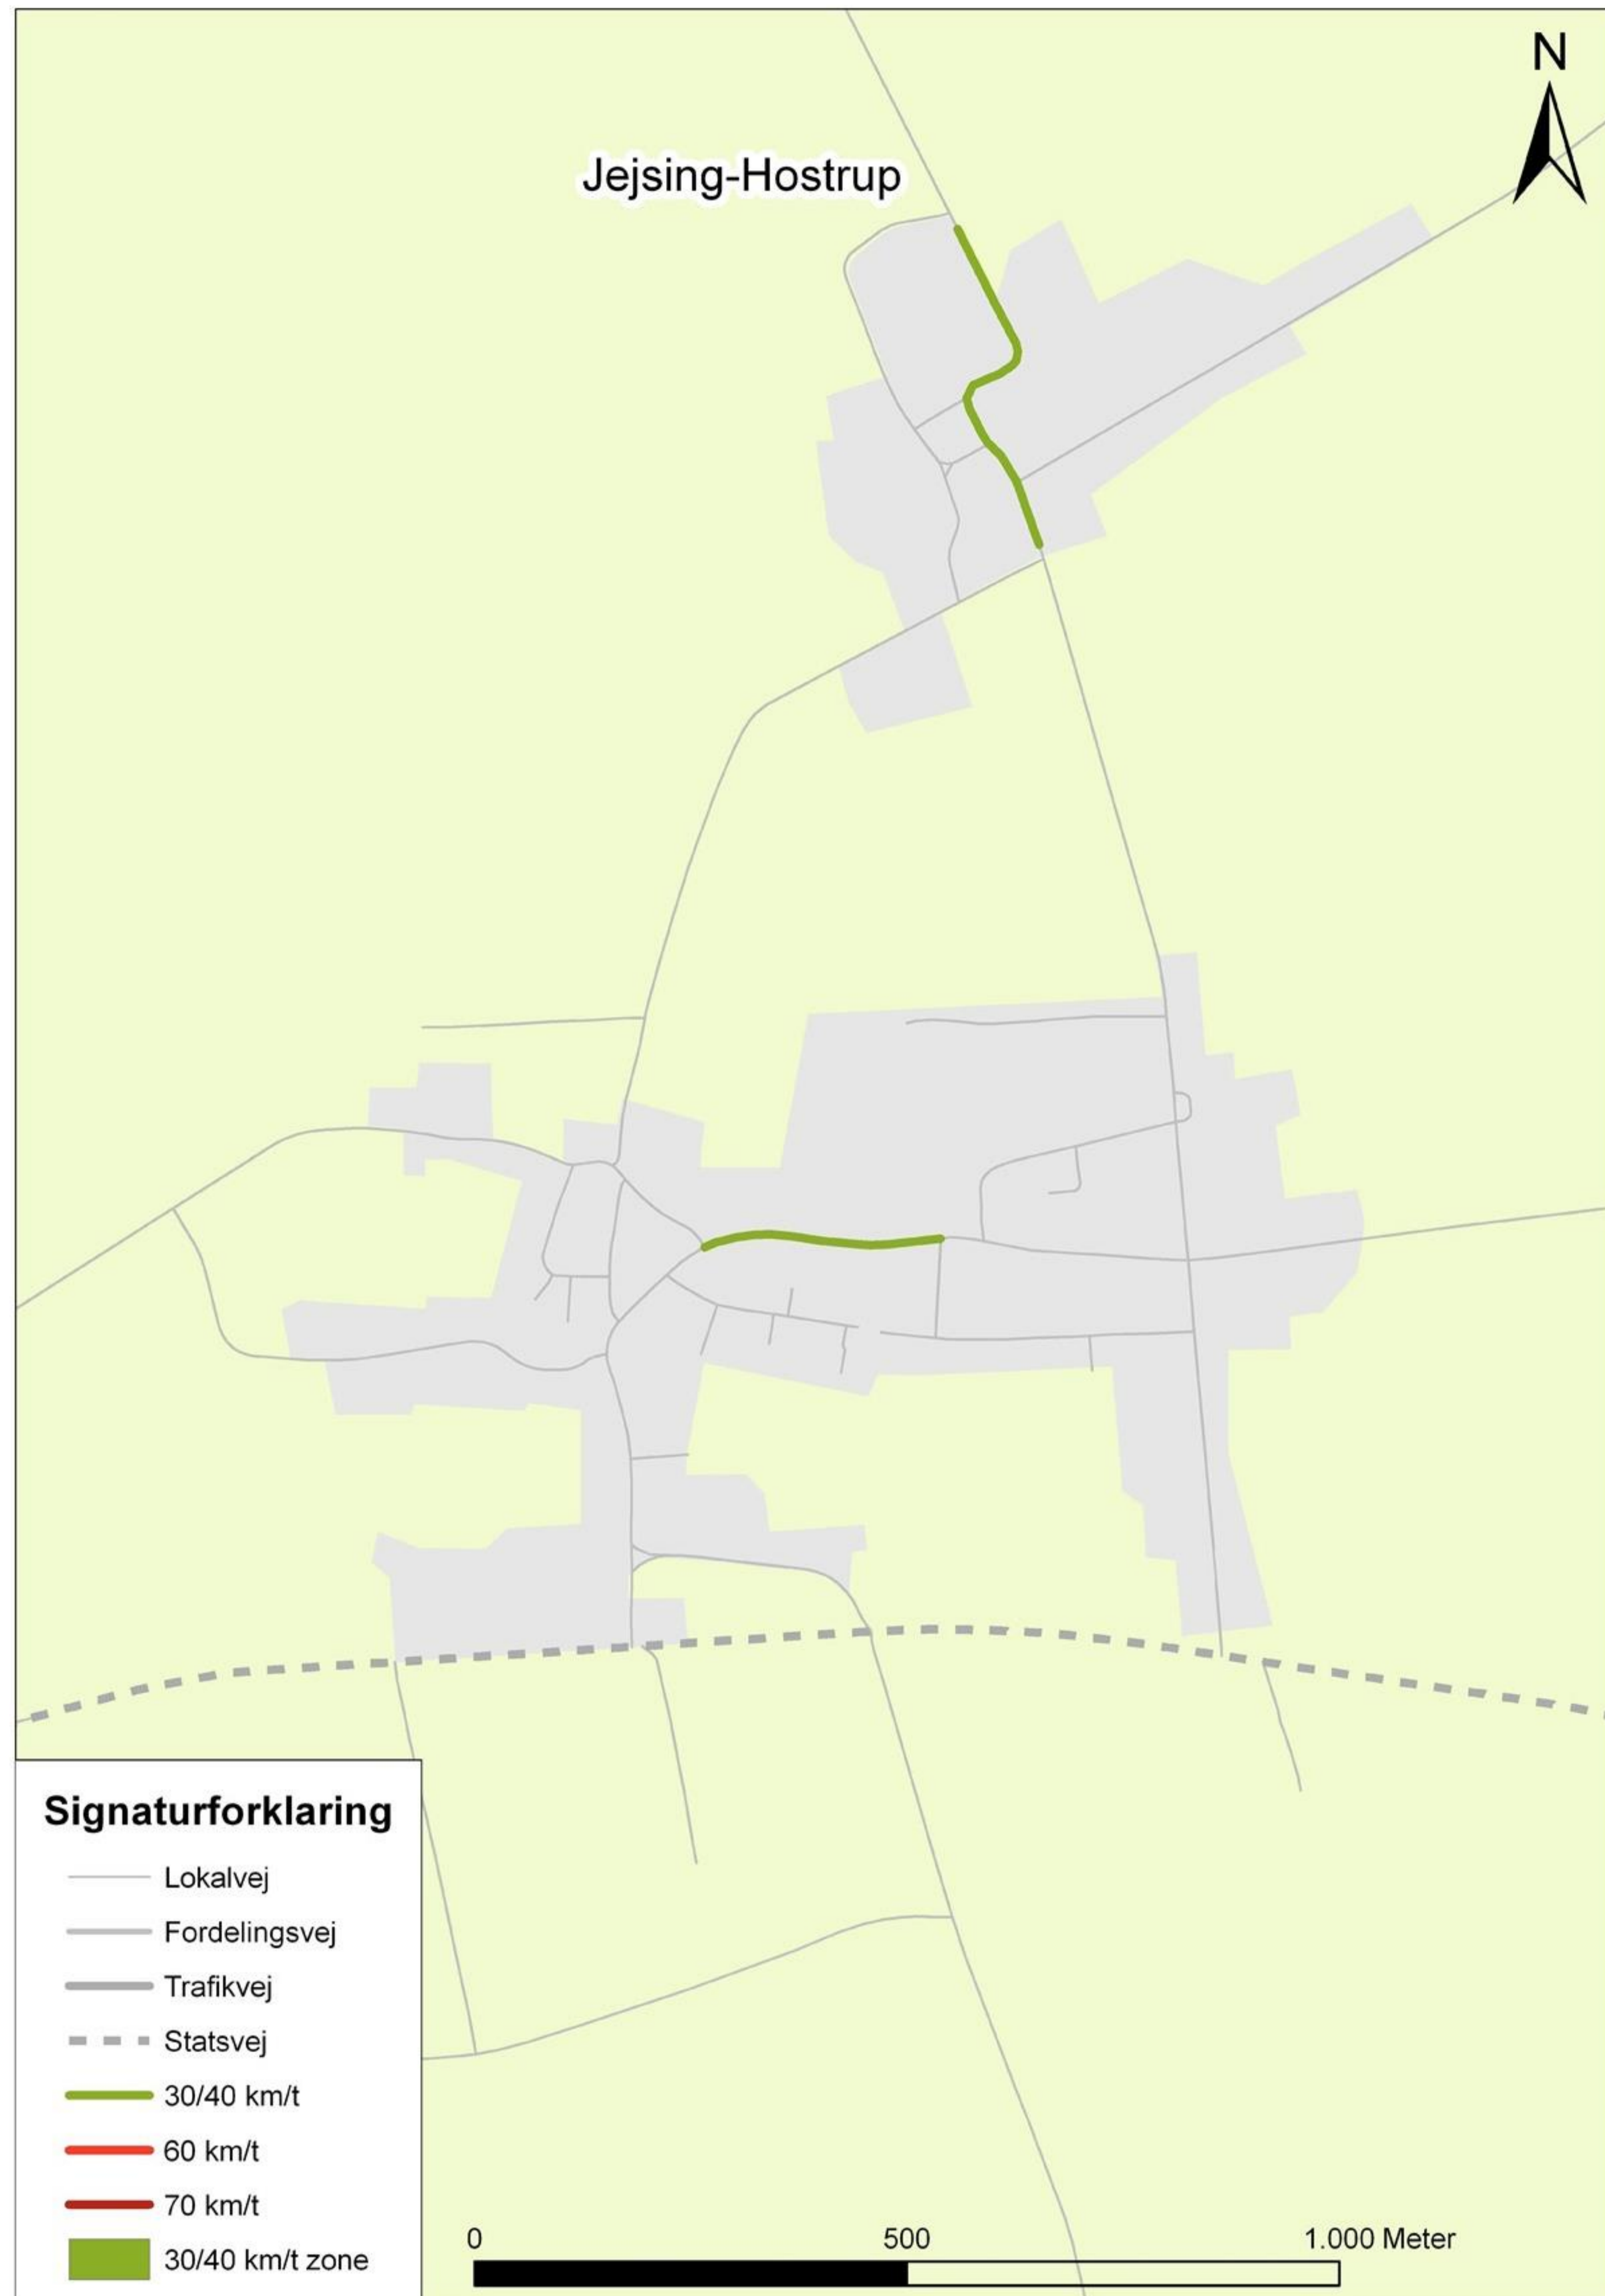 N
Jejsing-Hostrup
Signaturforklaring
Lokalvej
Fordelingsvej
Trafikvej
Statsvej
30/40 km/t
60 km/t
70 km/t
30/40 km/t zone
0 500 1.000 Meter